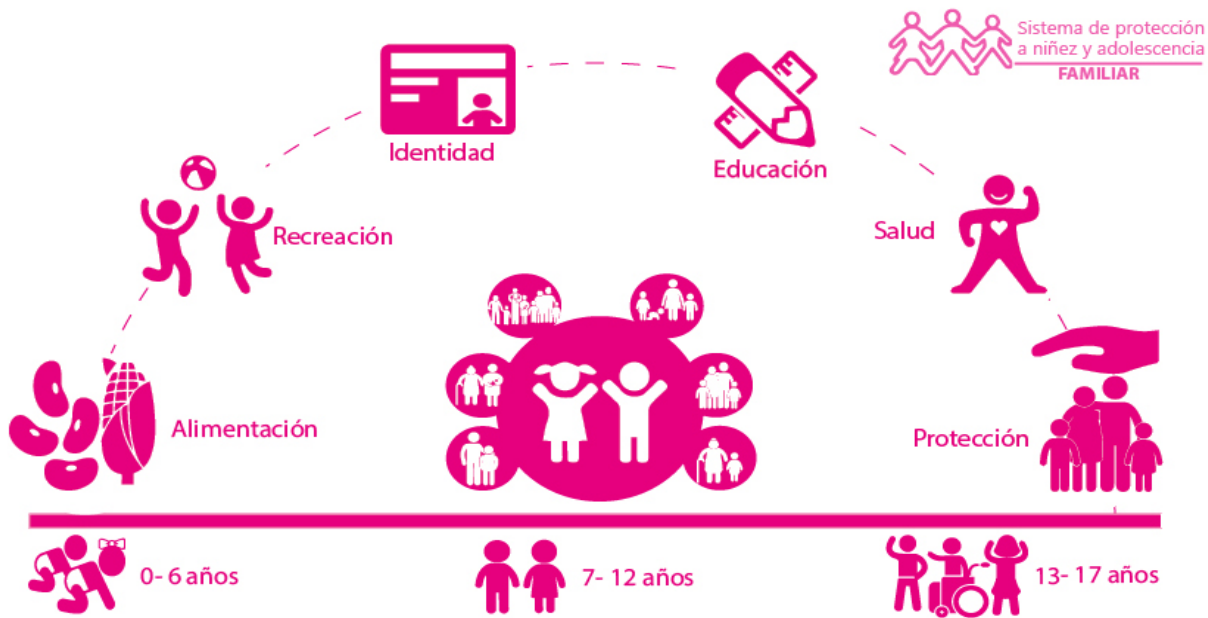 Sistema de protección
a niñez y adolescencia
FAMILIAR
Identidad
Educación
Recreación
Salud
Alimentación
Protección
0- 6 años
7- 12 años
13- 17 años